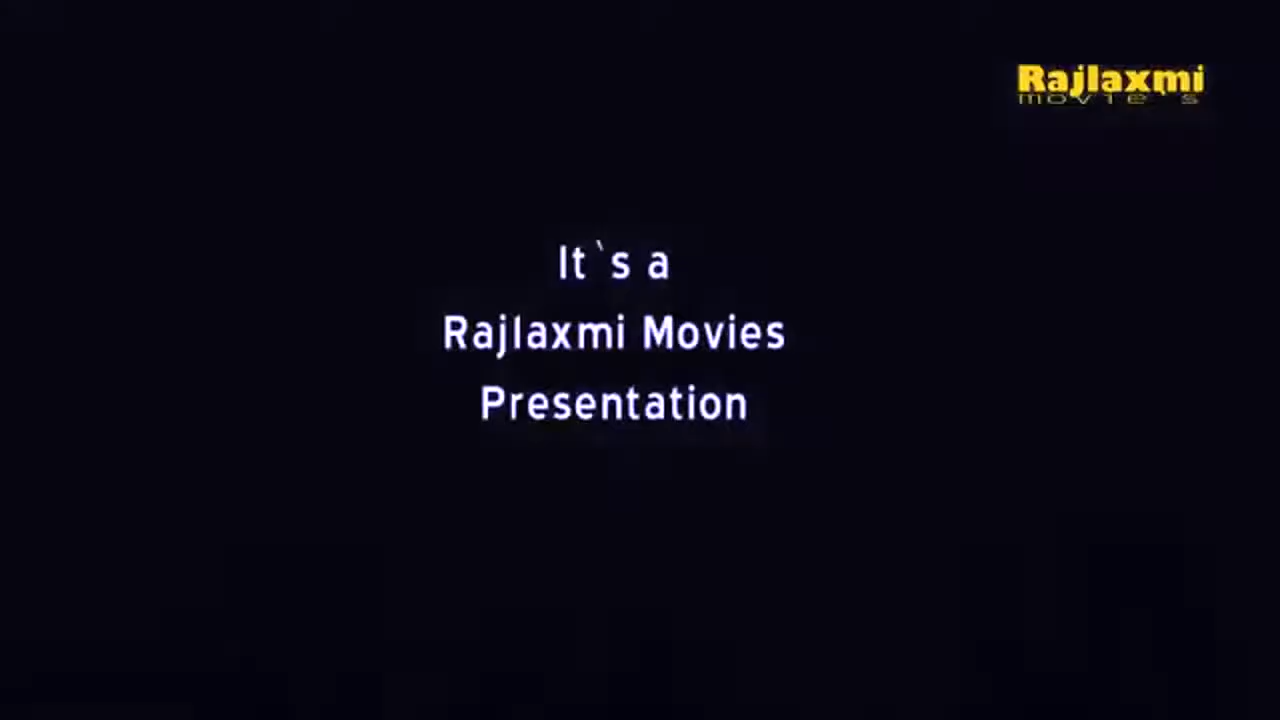 Rajlaxmi
movie`s
It`s a
Rajlaxmi Movies
Presentation